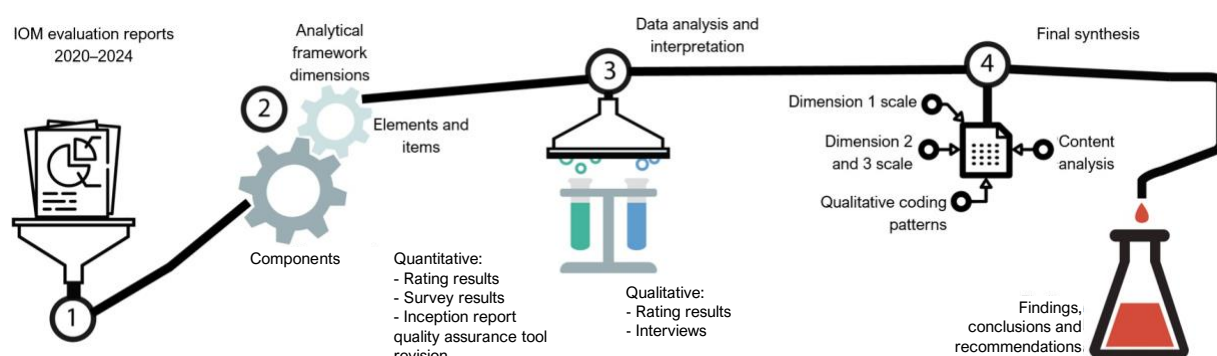 IOM evaluation reports
2020–2024
1
2
Analytical
framework
dimensions
Elements and
items
Components
3
Data analysis and
interpretation
Quantitative:
- Rating results
- Survey results
- Inception report
quality assurance tool
revision
Qualitative:
- Rating results
- Interviews
4
Final synthesis
Dimension 1 scale
Dimension 2
and 3 scale
Qualitative coding
patterns
Content
analysis
Findings,
conclusions and
recommendations